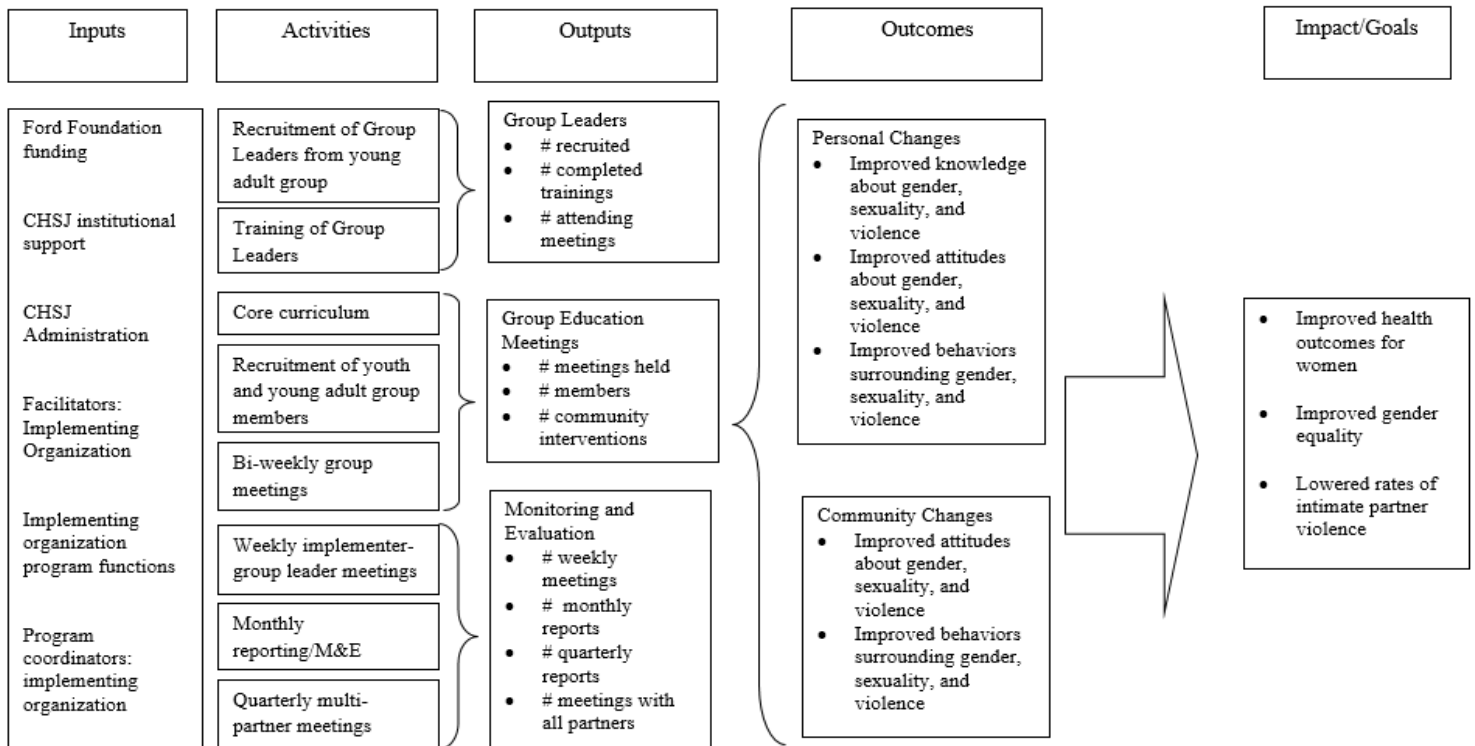 Inputs
Activities
Outputs
Outcomes
Impact/Goals
Ford Foundation
funding
CHSJ institutional
support
CHSJ
Administration
Facilitators:
Implementing
Organization
Implementing
organization
program functions
Program
coordinators:
implementing
organization
Recruitment of Group
Leaders from young
adult group
Training of Group
Leaders
Core curriculum
Recruitment of youth
and young adult group
members
Bi-weekly group
meetings
Weekly implementer-
group leader meetings
Monthly
reporting/M&E
Quarterly multi-
partner meetings
Group Leaders
• # recruited
• # completed
trainings
• # attending
meetings
Group Education
Meetings
• # meetings held
• # members
• # community
interventions
Monitoring and
Evaluation
• # weekly
meetings
• # monthly
reports
• # quarterly
reports
• # meetings with
all partners
Personal Changes
• Improved knowledge
about gender,
sexuality, and
violence
• Improved attitudes
about gender,
sexuality, and
violence
• Improved behaviors
surrounding gender,
sexuality, and
violence
Community Changes
• Improved attitudes
about gender,
sexuality, and
violence
• Improved behaviors
surrounding gender,
sexuality, and
violence
• Improved health
outcomes for
women
• Improved gender
equality
• Lowered rates of
intimate partner
violence